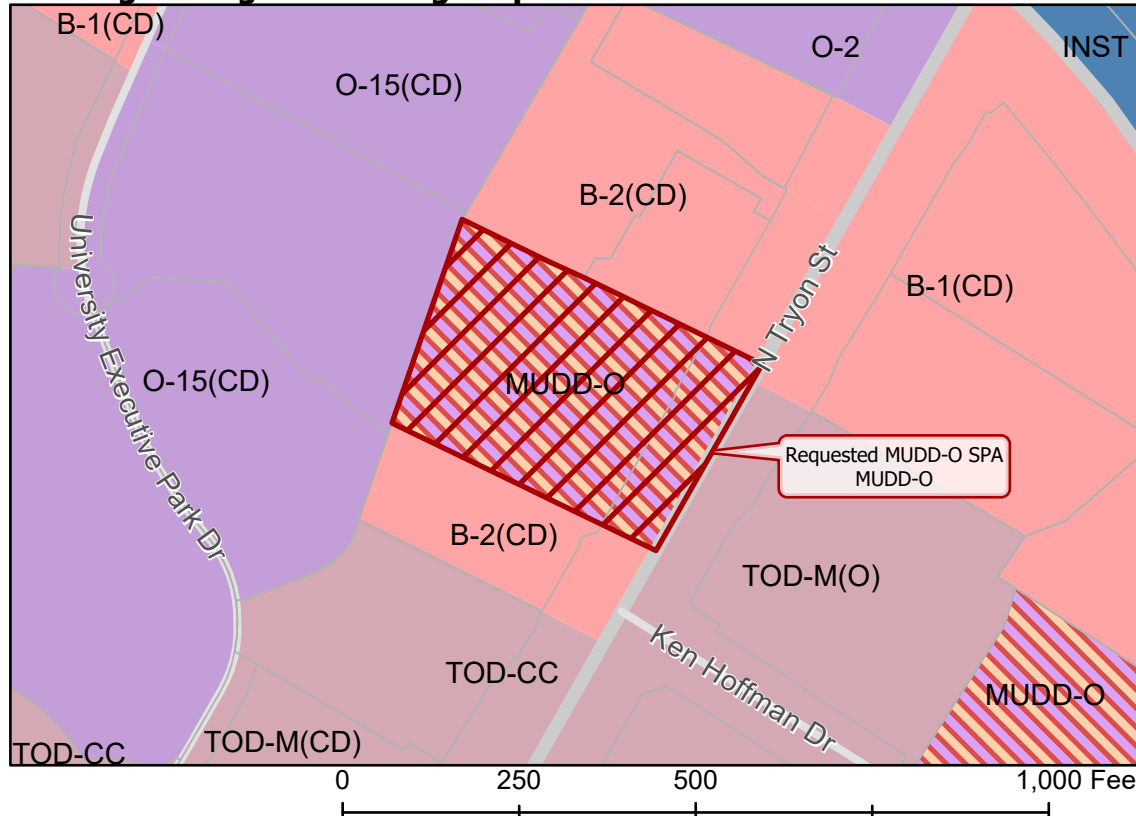 B-1(CD)
O-15(CD)
O-2
INST
B-2(CD)
N Tryon St
B-1(CD)
University Executive Park Dr
O-15(CD)
MUDD-O
Requested MUDD-O SPA
MUDD-O
B-2(CD)
TOD-M(O)
Ken Hoffman Dr
TOD-CC
MUDD-O
TOD-CC
TOD-M(CD)
0 250 500 1,000 Fee